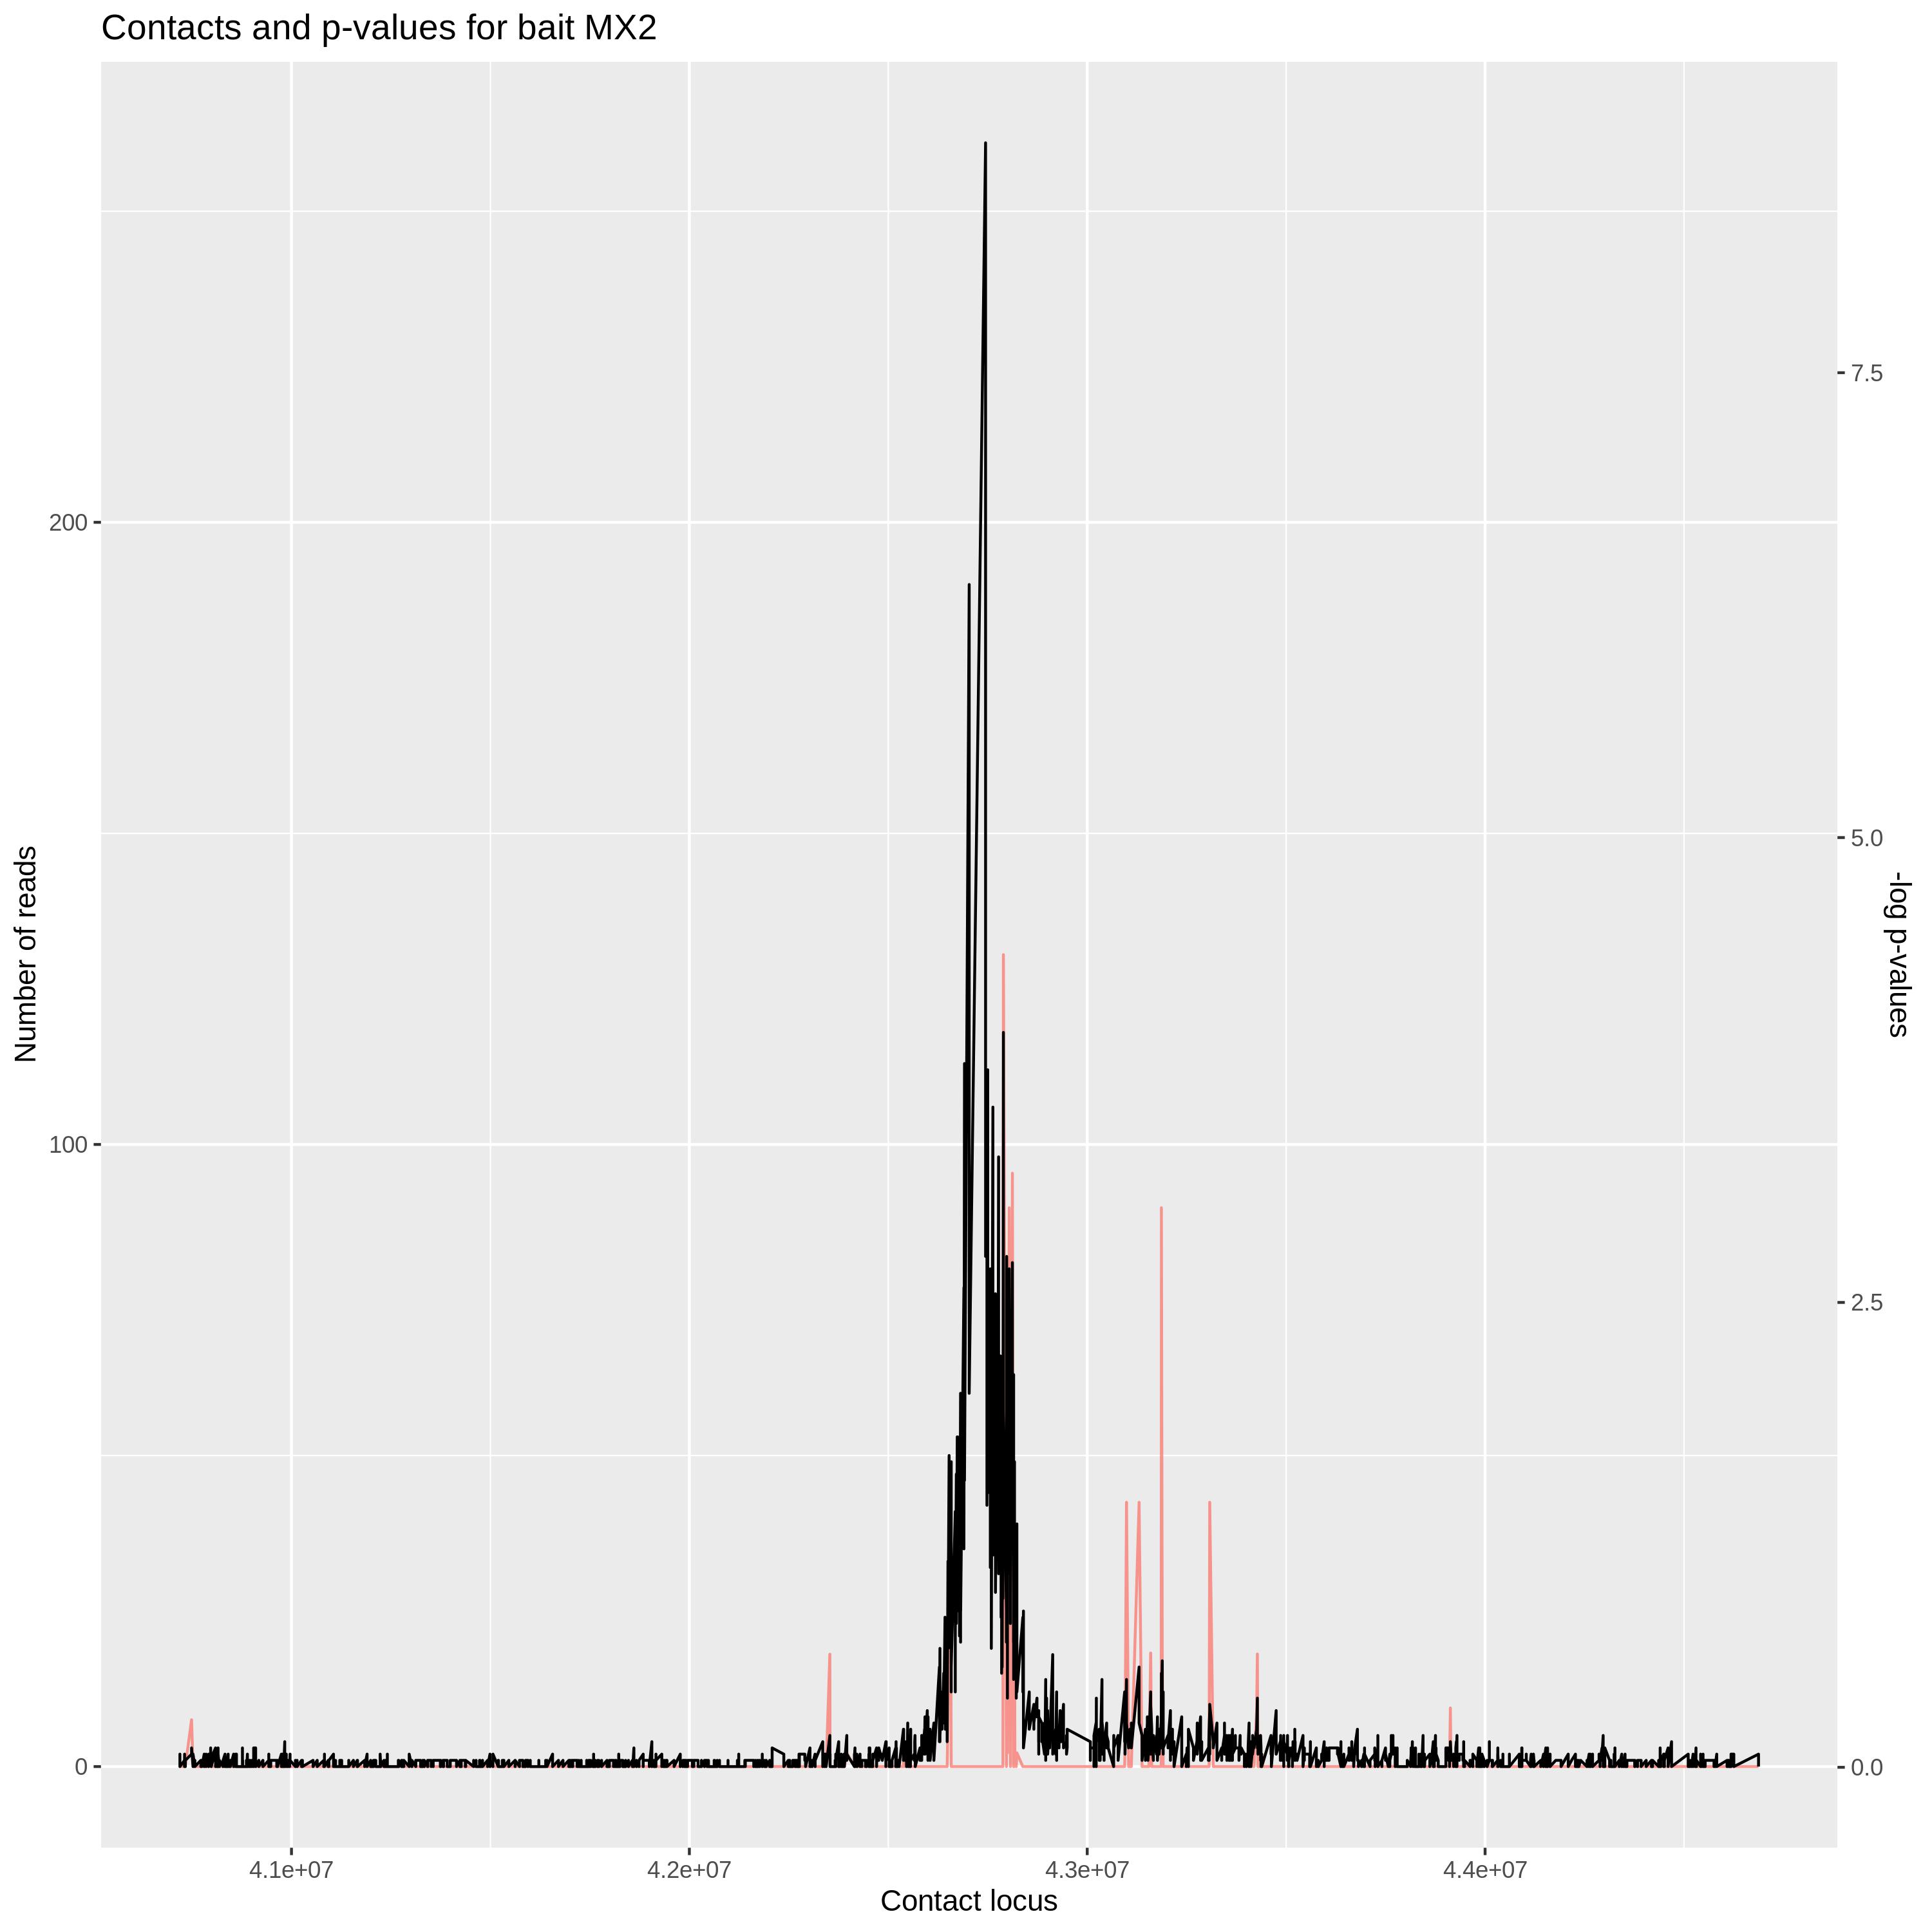 Contacts and p-values for bait MX2
Number of reads
200
100
0
7.5
5.0
2.5
0.0
-log p-values
4.1e+07
4.2e+07
4.3e+07
4.4e+07
Contact locus